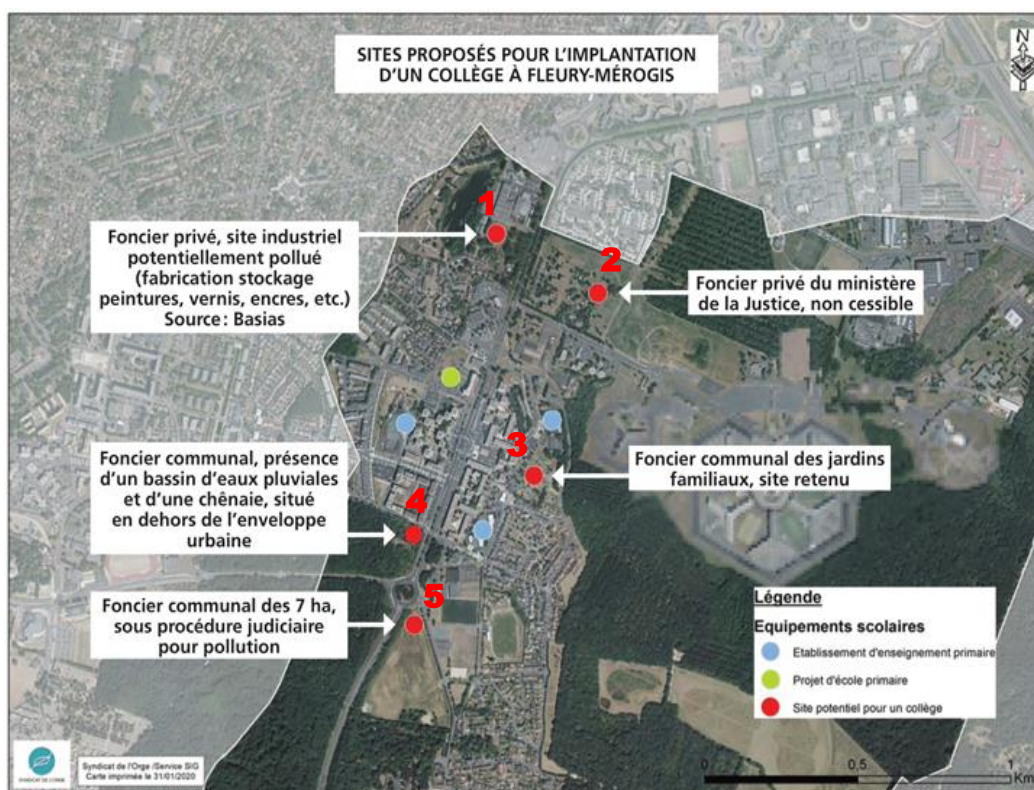 SITES PROPOSÉS POUR L'IMPLANTATION
D'UN COLLÈGE À FLEURY-MÉROGIS
N
1
Foncier privé, site industriel
potentiellement pollué
(fabrication stockage
peintures, vernis, encres, etc.)
Source : Basias
2
Foncier privé du ministère
de la Justice, non cessible
3
Foncier communal des jardins
familiaux, site retenu
Foncier communal, présence
d'un bassin d'eaux pluviales
et d'une chênaie, situé
en dehors de l'enveloppe
urbaine
4
5
Foncier communal des 7 ha,
sous procédure judiciaire
pour pollution
Légende
Equipements scolaires
Etablissement d'enseignement primaire
Projet d'école primaire
Site potentiel pour un collège
SYNDICAT DE L'ORGE
Syndicat de l'Orge /Service SIG
Carte imprimée le 31/01/2020
0 0,5 1
Km